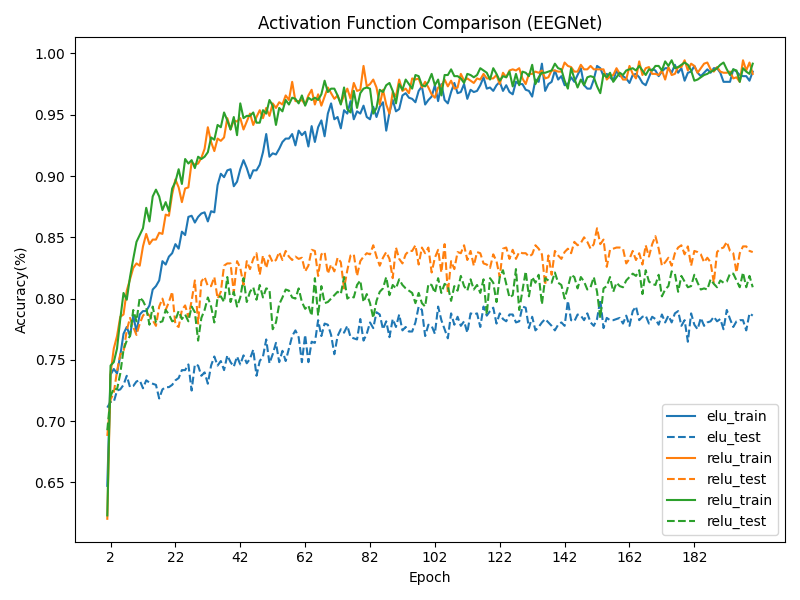 Activation Function Comparison (EEGNet)
Accuracy(%)
1.00
0.95
0.90
0.85
0.80
0.75
0.70
0.65
2 22 42 62 82 102 122 142 162 182
Epoch
elu_train
elu_test
relu_train
relu_test
relu_train
relu_test